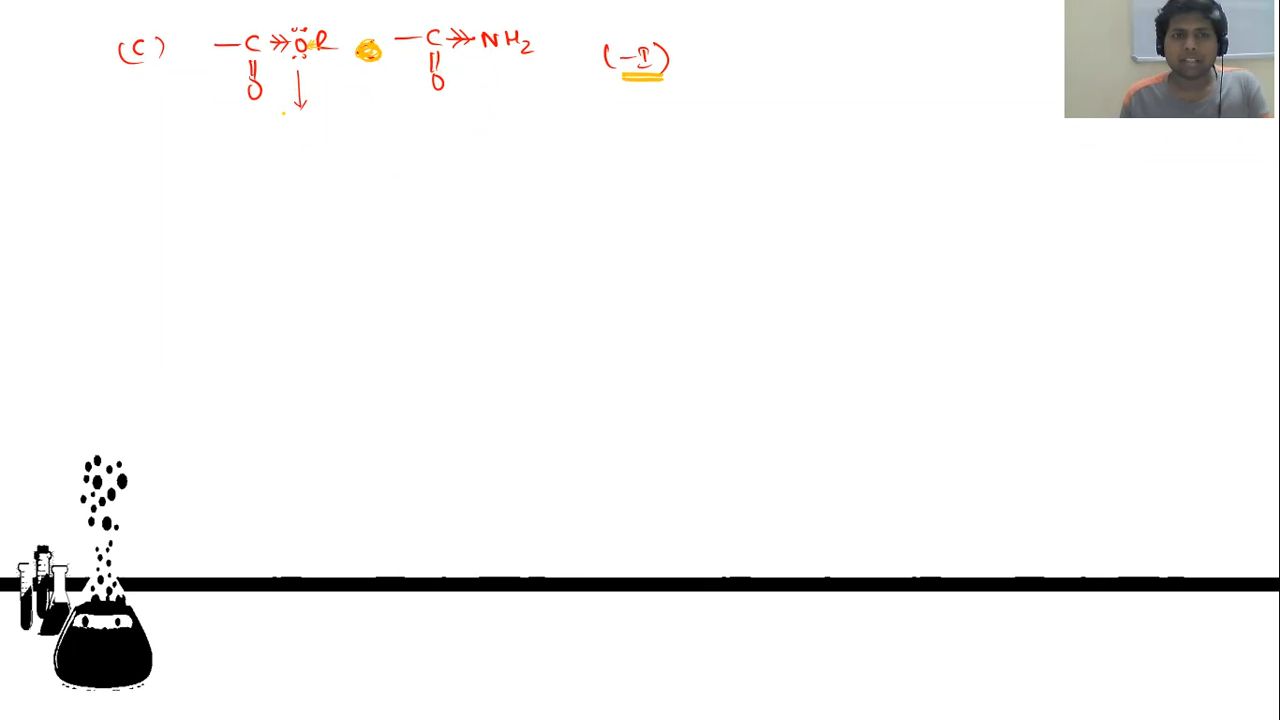 (C) —C↠ÖR —C↠NH₂ (−I)
|| ||
O O